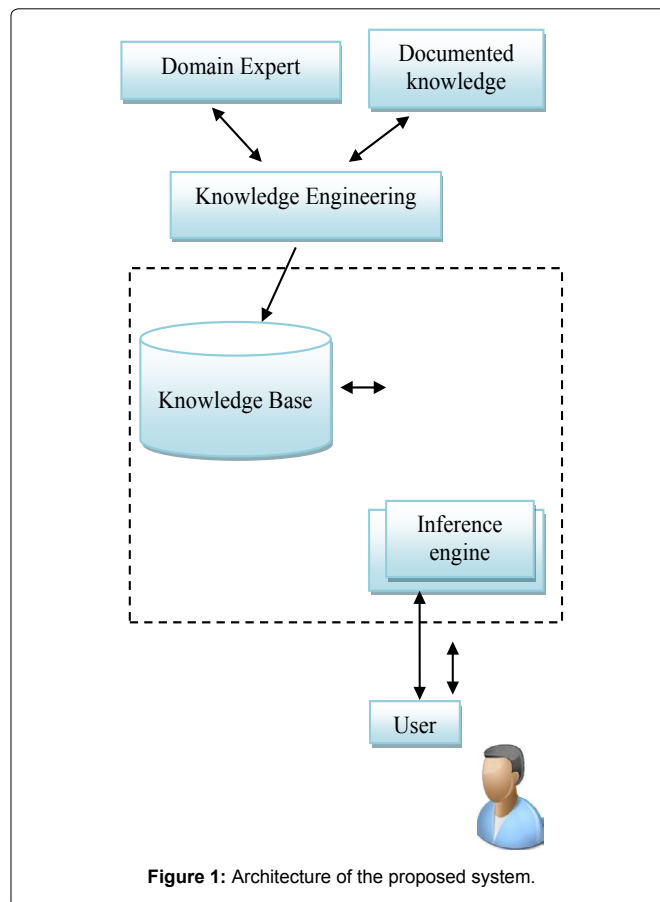 Domain Expert
Documented
knowledge
Knowledge Engineering
Knowledge Base
Inference
engine
User
Figure 1: Architecture of the proposed system.